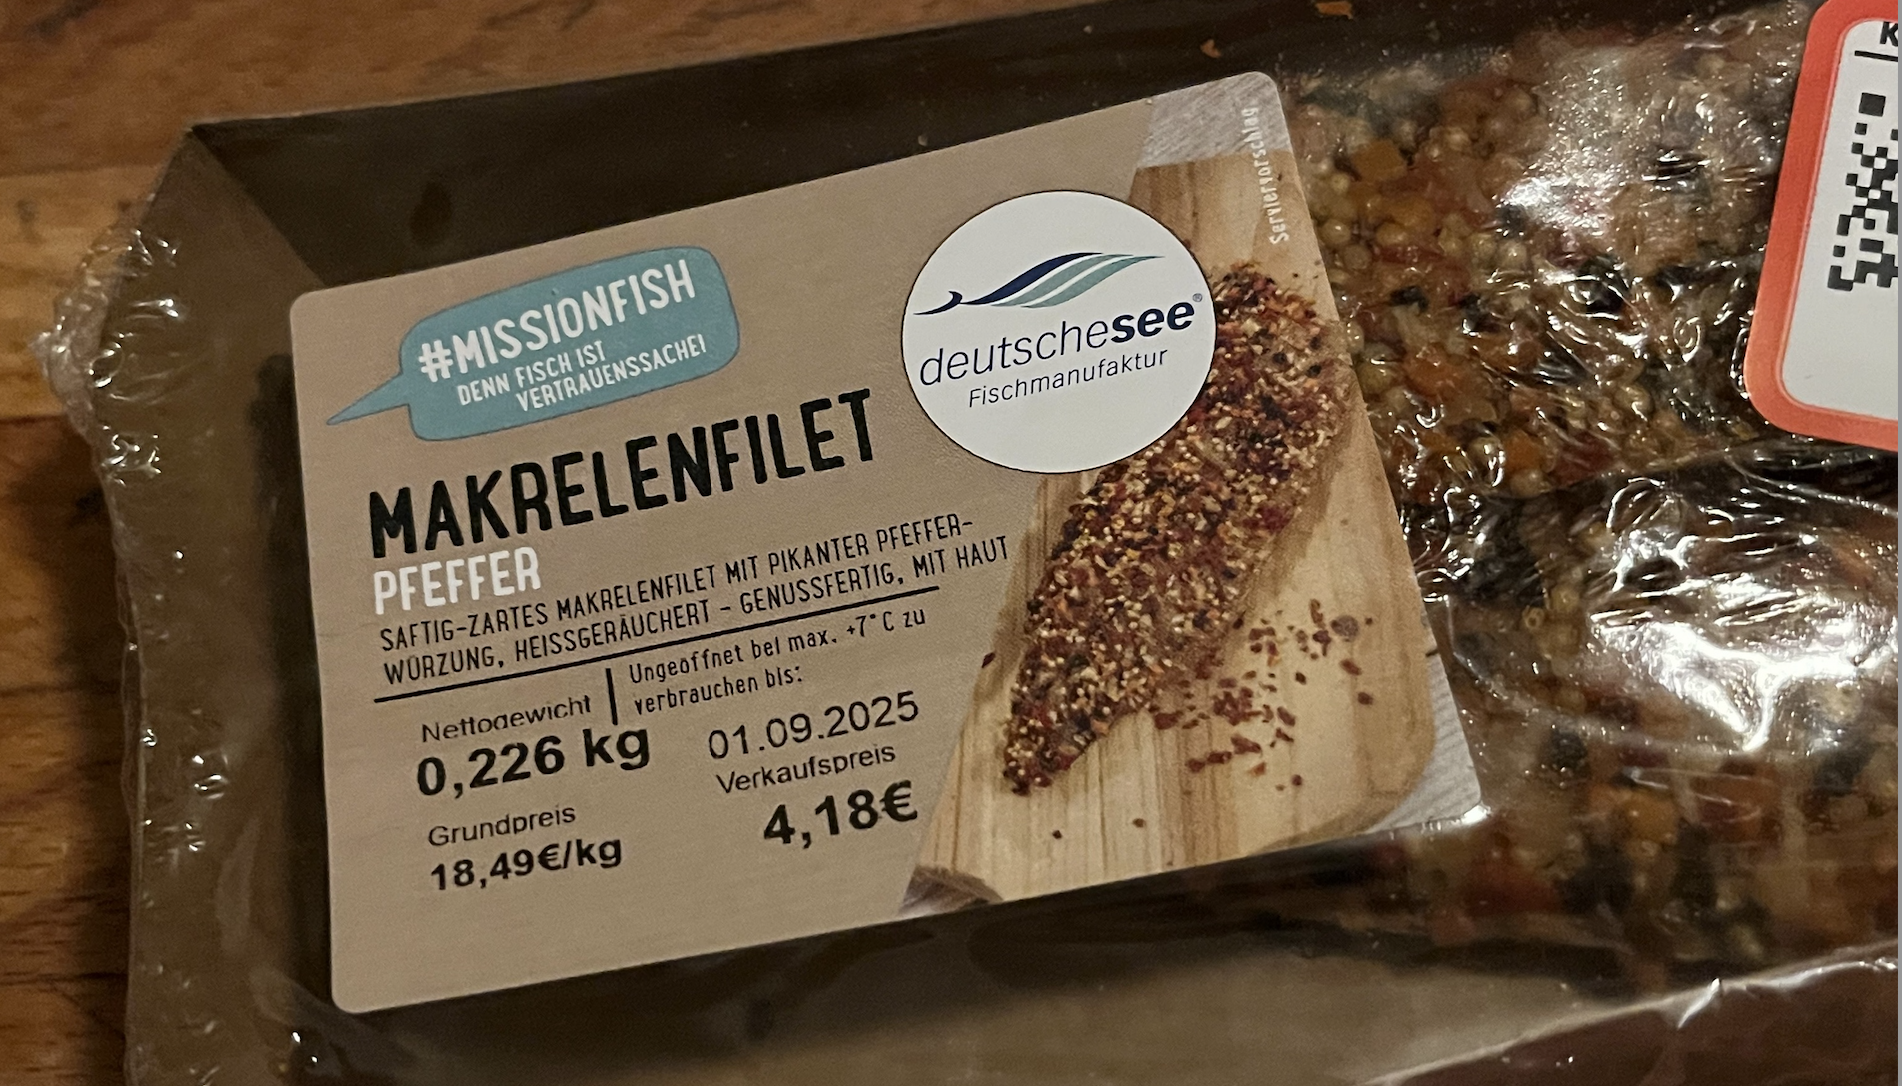 #MISSIONFISH
DENN FISCH IST
VERTRAUENSSACHE!
deutschesee®
Fischmanufaktur
Serviervorschlag
MAKRELENFILET
PFEFFER
SAFTIG-ZARTES MAKRELENFILET MIT PIKANTER PFEFFER-
WÜRZUNG, HEISSGERÄUCHERT - GENUSSFERTIG, MIT HAUT
Ungeöffnet bei max. +7°C zu
verbrauchen bis:
Nettogewicht
0,226 kg
01.09.2025
Grundpreis
18,49€/kg
Verkaufspreis
4,18€